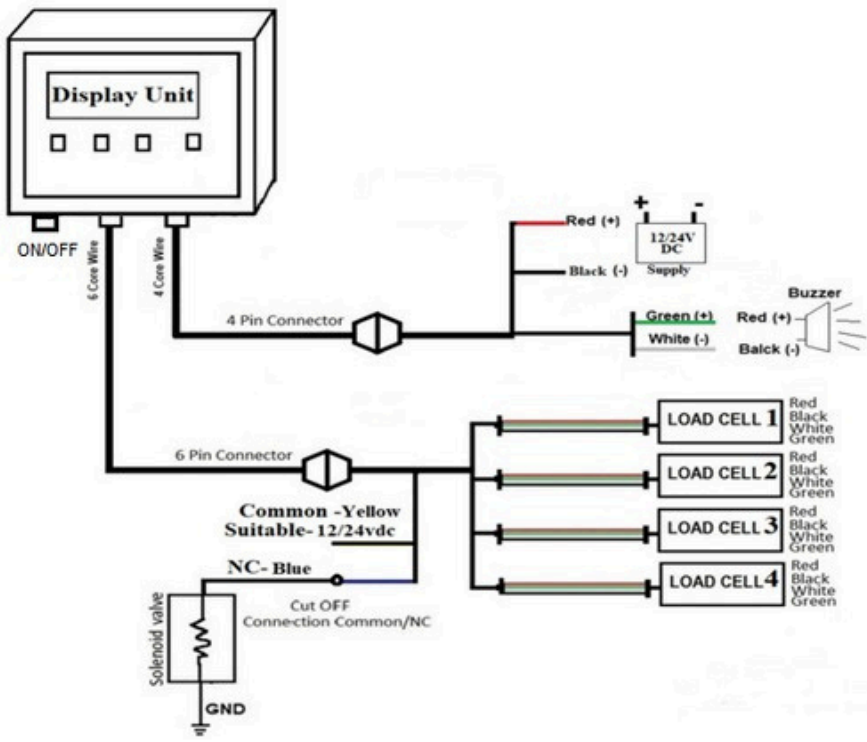 Display Unit
ON/OFF
6 Core Wire
4 Core Wire
4 Pin Connector
Red (+)
Black (-)
+ -
12/24V
DC
Supply
Green (+)
White (-)
Buzzer
Red (+)
Balck (-)
6 Pin Connector
Common -Yellow
Suitable- 12/24vdc
NC- Blue
Cut OFF
Connection Common/NC
Solenoid valve
GND
LOAD CELL 1
Red
Black
White
Green
LOAD CELL 2
Red
Black
White
Green
LOAD CELL 3
Red
Black
White
Green
LOAD CELL 4
Red
Black
White
Green